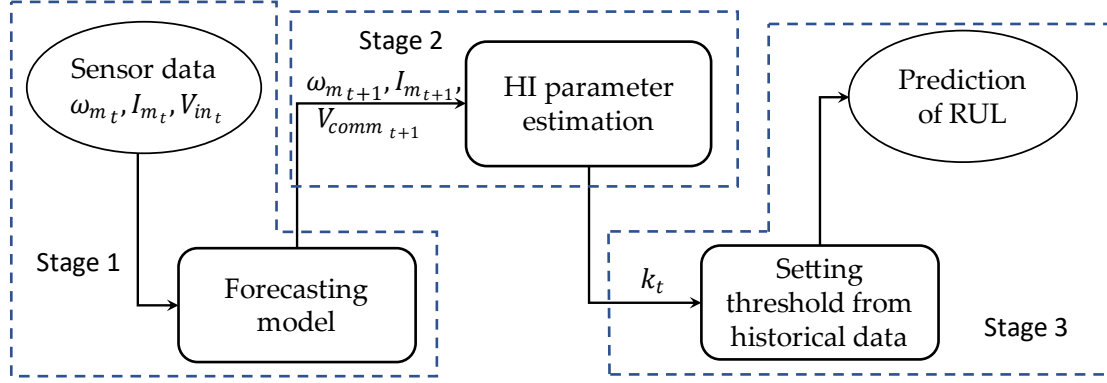 Sensor data
ω_{m_t}, I_{m_t}, V_{in_t}
Stage 1
Forecasting
model
Stage 2
ω_{m_{t+1}}, I_{m_{t+1}},
V_{comm_{t+1}}
HI parameter
estimation
k_t
Setting
threshold from
historical data
Stage 3
Prediction
of RUL